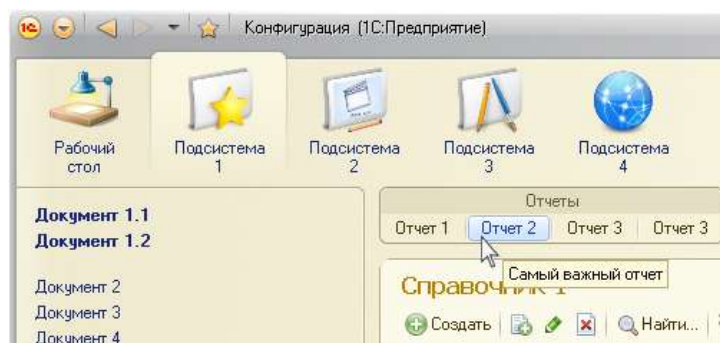 1С Конфигурация (1С:Предприятие)
Рабочий
стол
Подсистема
1
Подсистема
2
Подсистема
3
Подсистема
4
Документ 1.1
Документ 1.2
Документ 2
Документ 3
Документ 4
Отчеты
Отчет 1 Отчет 2 Отчет 3 Отчет 3
Самый важный отчет
Справочник 1
Создать Найти...